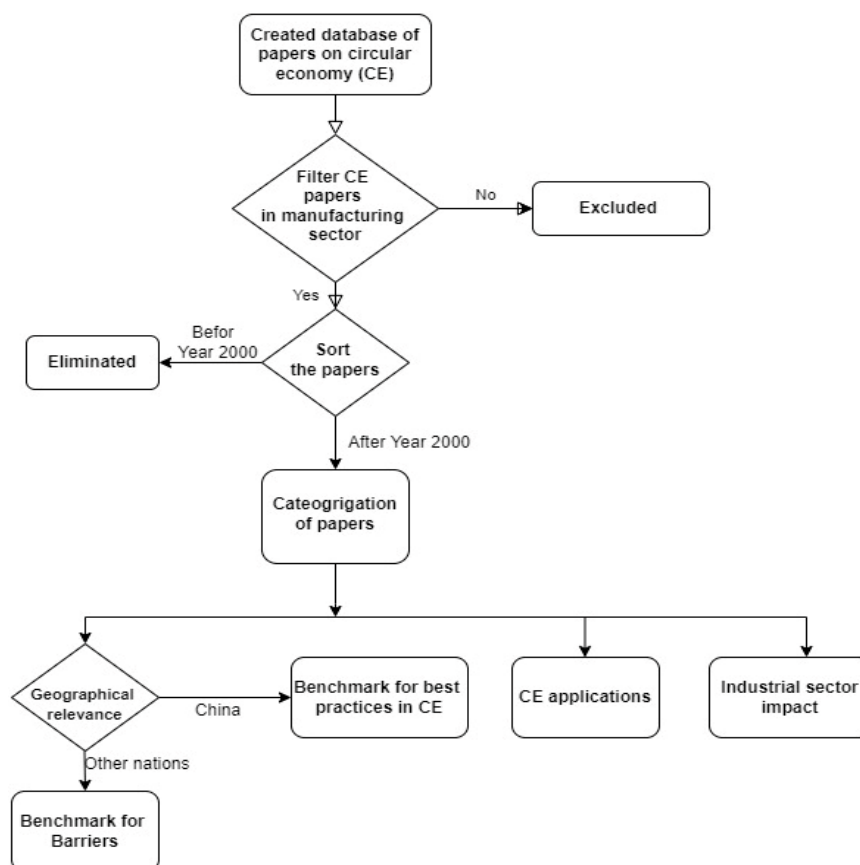 Created database of
papers on circular
economy (CE)
Filter CE
papers
in manufacturing
sector
No
Excluded
Yes
Befor
Year 2000
Eliminated
Sort
the papers
After Year 2000
Cateogrigation
of papers
Geographical
relevance
China
Benchmark for best
practices in CE
CE applications
Industrial sector
impact
Other nations
Benchmark for
Barriers